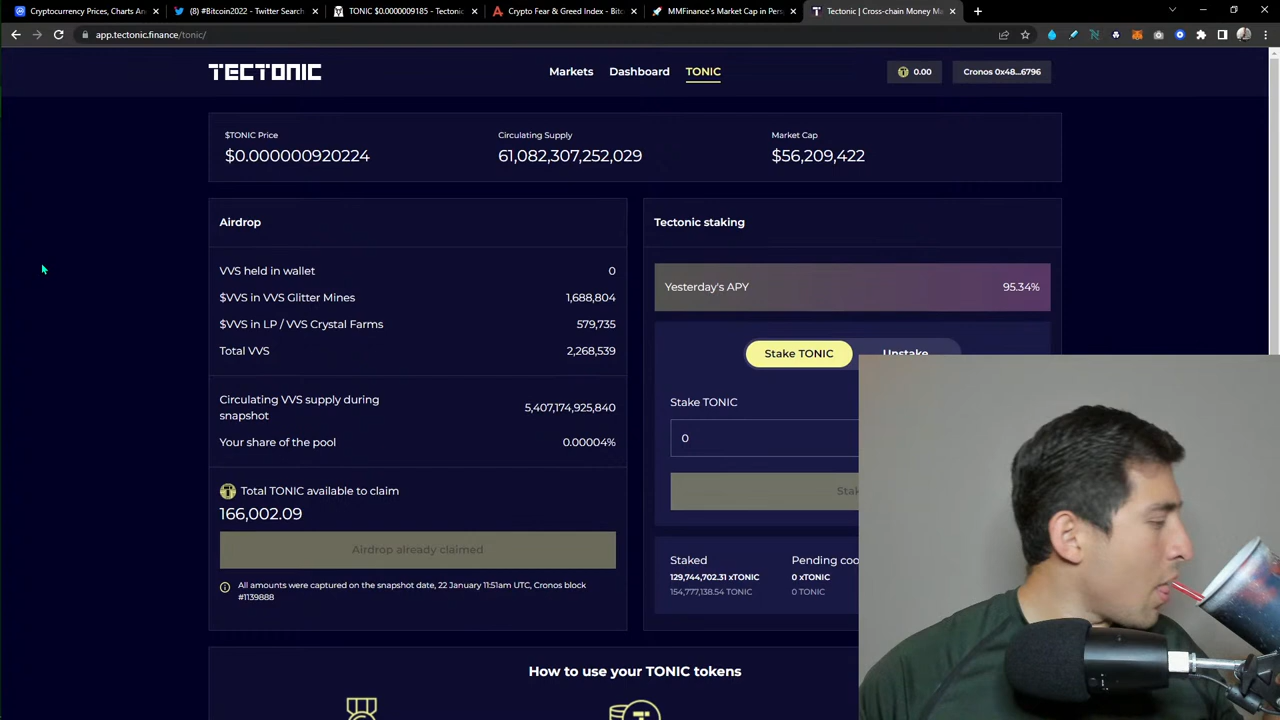 Cryptocurrency Prices, Charts An
(2) #Bitcoin2022 - Twitter Search
TONIC $0.0000009185 - Tectonic
Crypto Fear & Greed Index - Bitc
MMFinance's Market Cap in Pers
Tectonic | Cross-chain Money Ma
app.tectonic.finance/tonic/
TECTONIC
Markets
Dashboard
TONIC
0.00
Cronos 0x48...6796
$TONIC Price
Circulating Supply
Market Cap
$0.000000920224
61,082,307,252,029
$56,209,422
Airdrop
VVS held in wallet
0
$VVS in VVS Glitter Mines
1,688,804
$VVS in LP / VVS Crystal Farms
579,735
Total VVS
2,268,539
Circulating VVS supply during
snapshot
5,407,174,925,840
Your share of the pool
0.00004%
Total TONIC available to claim
166,002.09
Airdrop already claimed
All amounts were captured on the snapshot date, 22 January 11:51am UTC, Cronos block
#1139888
Tectonic staking
Yesterday's APY
95.34%
Stake TONIC
Unstake
Stake TONIC
0
Stak
Staked
Pending coo
129,744,702.31 xTONIC
0 xTONIC
154,777,138.54 TONIC
0 TONIC
How to use your TONIC tokens